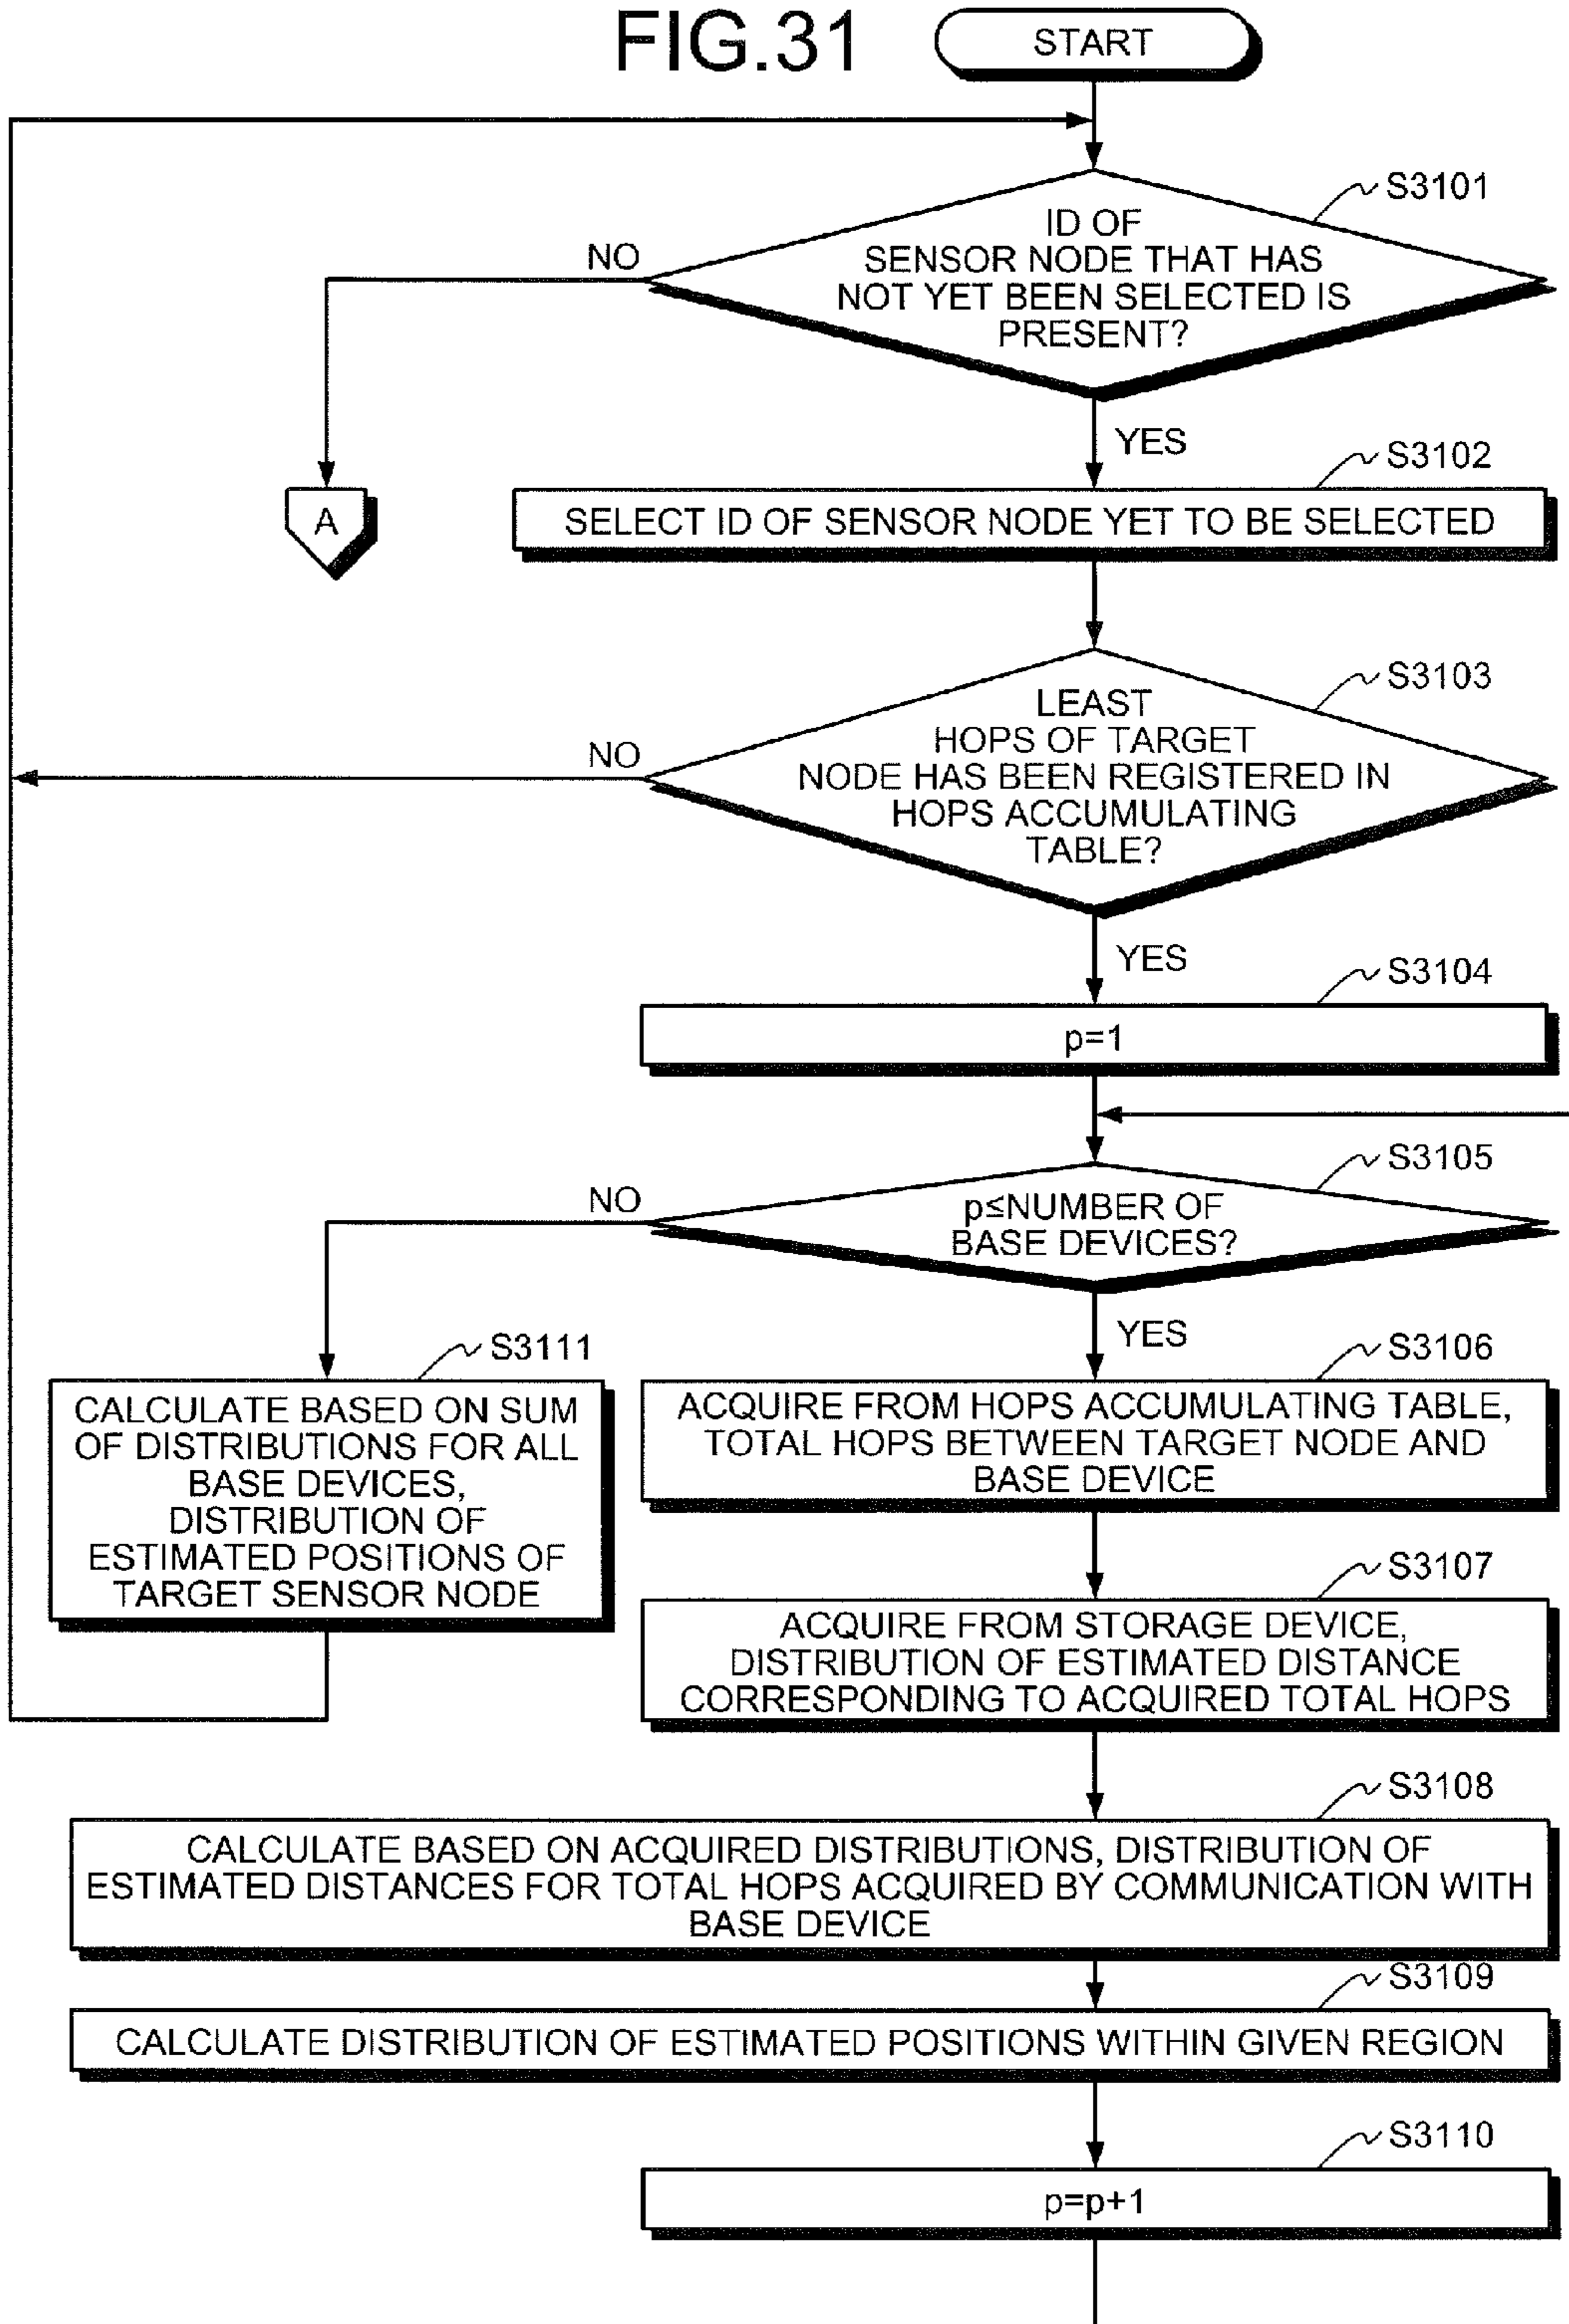 FIG.31
START
S3101
ID OF
SENSOR NODE THAT HAS
NOT YET BEEN SELECTED IS
PRESENT?
NO
YES
A
S3102
SELECT ID OF SENSOR NODE YET TO BE SELECTED
S3103
LEAST
HOPS OF TARGET
NODE HAS BEEN REGISTERED IN
HOPS ACCUMULATING
TABLE?
NO
YES
S3104
p=1
S3105
p≤NUMBER OF
BASE DEVICES?
NO
YES
S3111
CALCULATE BASED ON SUM
OF DISTRIBUTIONS FOR ALL
BASE DEVICES,
DISTRIBUTION OF
ESTIMATED POSITIONS OF
TARGET SENSOR NODE
S3106
ACQUIRE FROM HOPS ACCUMULATING TABLE,
TOTAL HOPS BETWEEN TARGET NODE AND
BASE DEVICE
S3107
ACQUIRE FROM STORAGE DEVICE,
DISTRIBUTION OF ESTIMATED DISTANCE
CORRESPONDING TO ACQUIRED TOTAL HOPS
S3108
CALCULATE BASED ON ACQUIRED DISTRIBUTIONS, DISTRIBUTION OF
ESTIMATED DISTANCES FOR TOTAL HOPS ACQUIRED BY COMMUNICATION WITH
BASE DEVICE
S3109
CALCULATE DISTRIBUTION OF ESTIMATED POSITIONS WITHIN GIVEN REGION
S3110
p=p+1